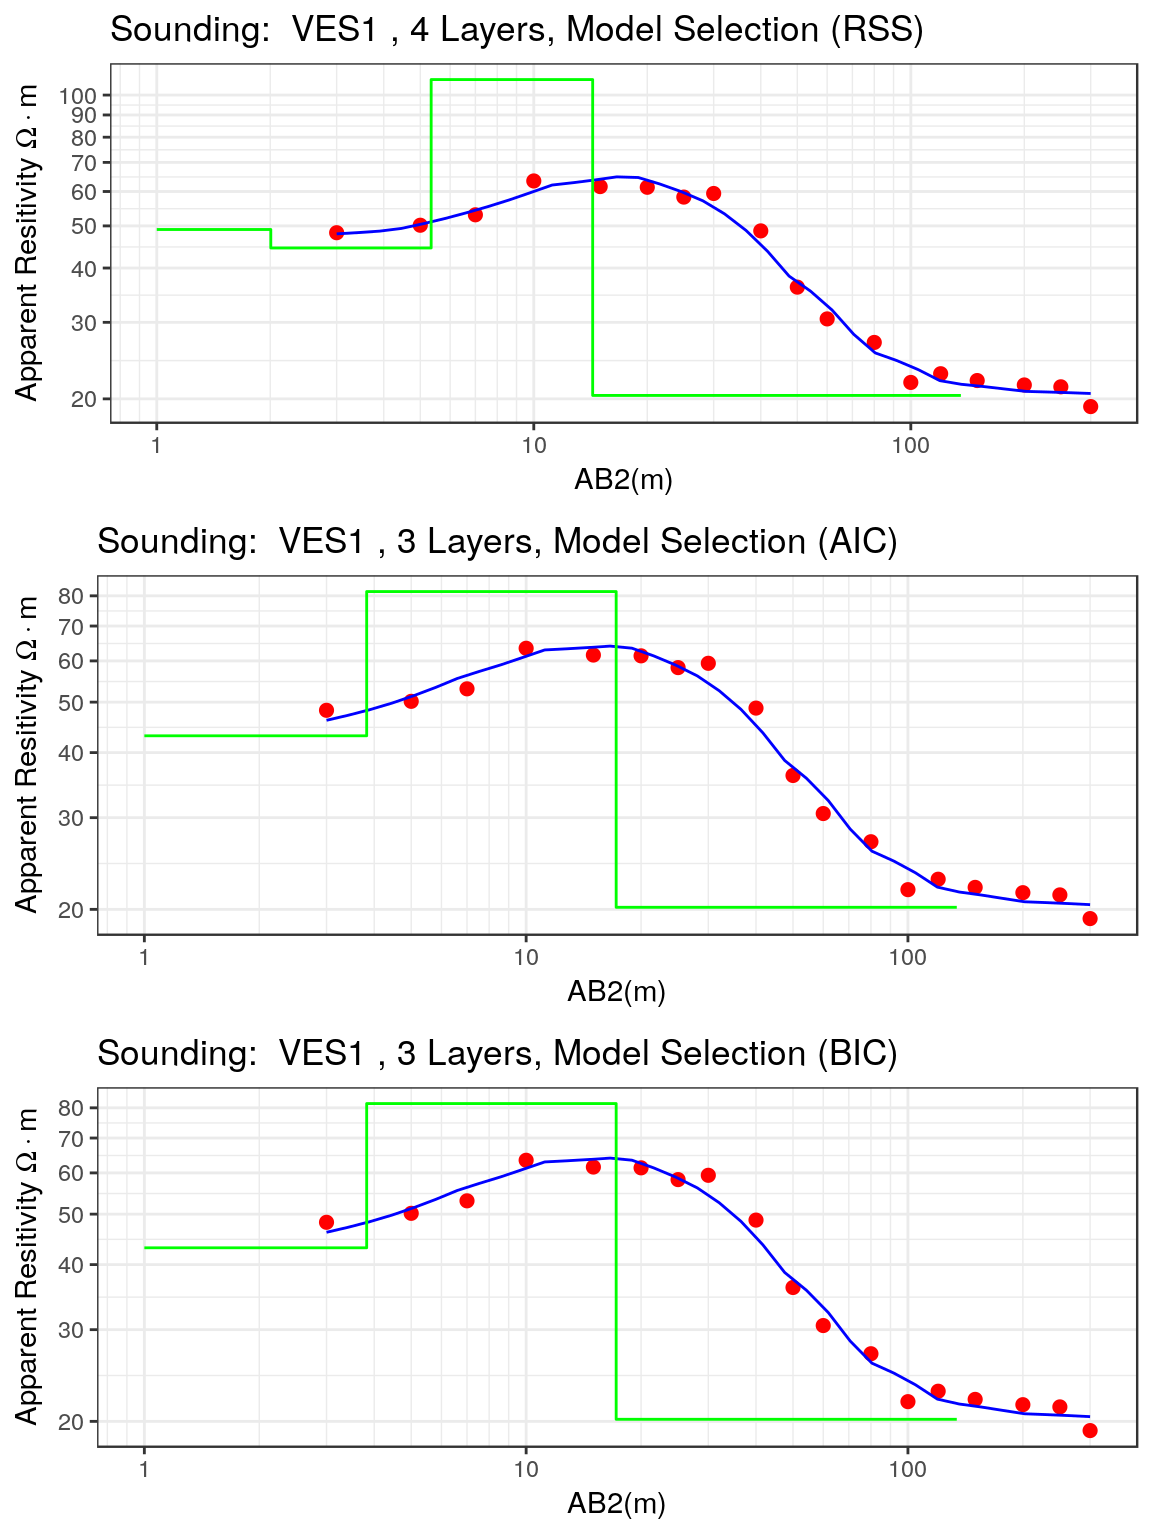 Sounding:  VES1 , 4 Layers, Model Selection (RSS)
Apparent Resitivity Ω · m
100
90
80
70
60
50
40
30
20
1 10 100
AB2(m)
Sounding:  VES1 , 3 Layers, Model Selection (AIC)
Apparent Resitivity Ω · m
80
70
60
50
40
30
20
1 10 100
AB2(m)
Sounding:  VES1 , 3 Layers, Model Selection (BIC)
Apparent Resitivity Ω · m
80
70
60
50
40
30
20
1 10 100
AB2(m)